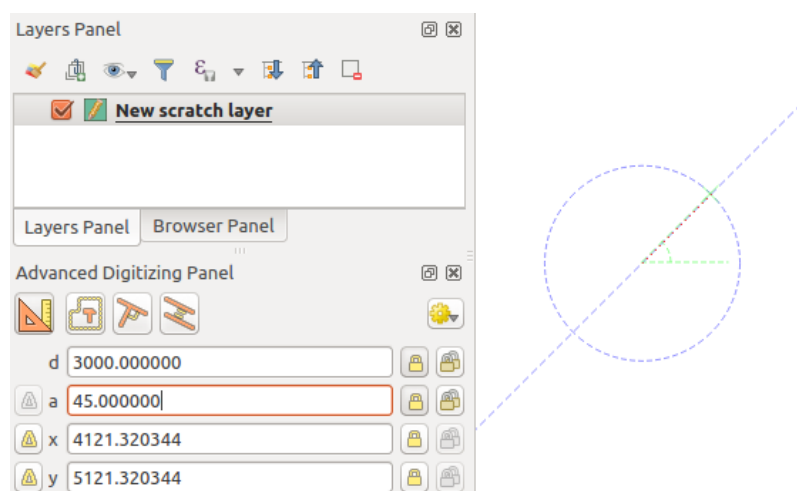 Layers Panel
New scratch layer
Layers Panel Browser Panel
Advanced Digitizing Panel
d 3000.000000
a 45.000000
x 4121.320344
y 5121.320344